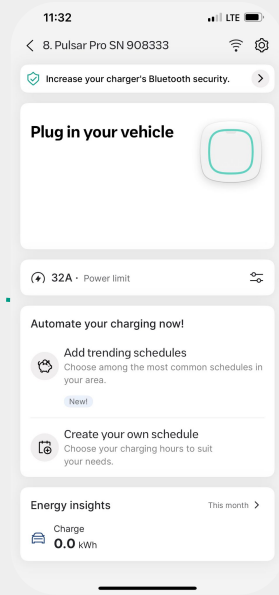 11:32
LTE
8. Pulsar Pro SN 908333
Increase your charger's Bluetooth security.
Plug in your vehicle
32A · Power limit
Automate your charging now!
Add trending schedules
Choose among the most common schedules in
your area.
New!
Create your own schedule
Choose your charging hours to suit
your needs.
Energy insights
This month
Charge
0.0 kWh